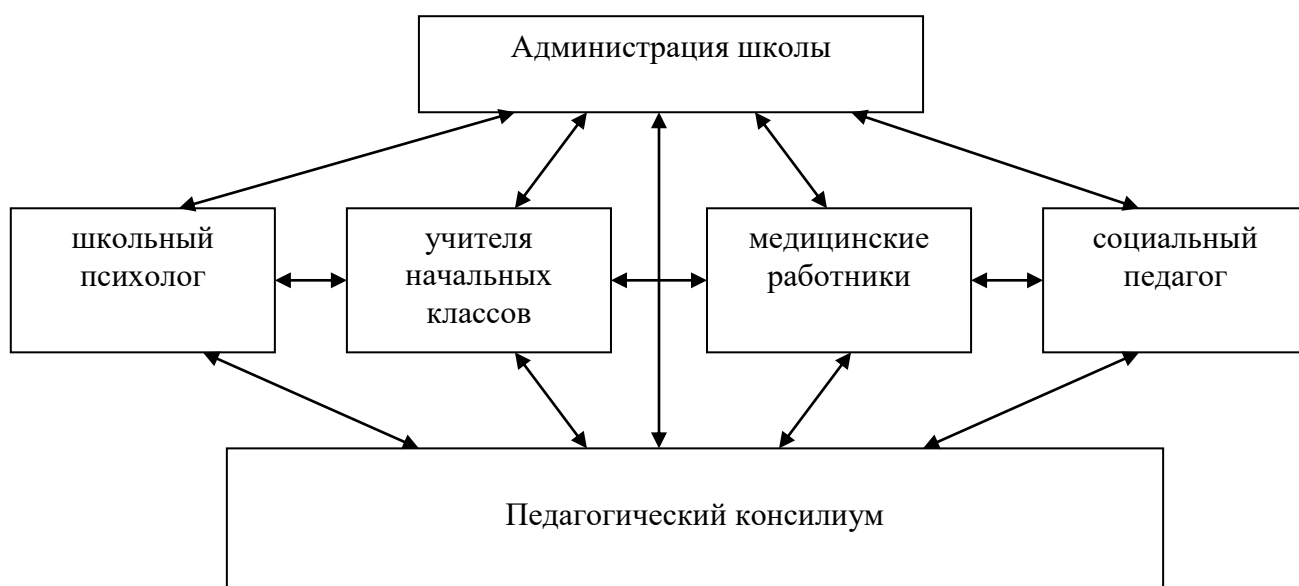 Администрация школы
школьный
психолог
учителя
начальных
классов
медицинские
работники
социальный
педагог
Педагогический консилиум